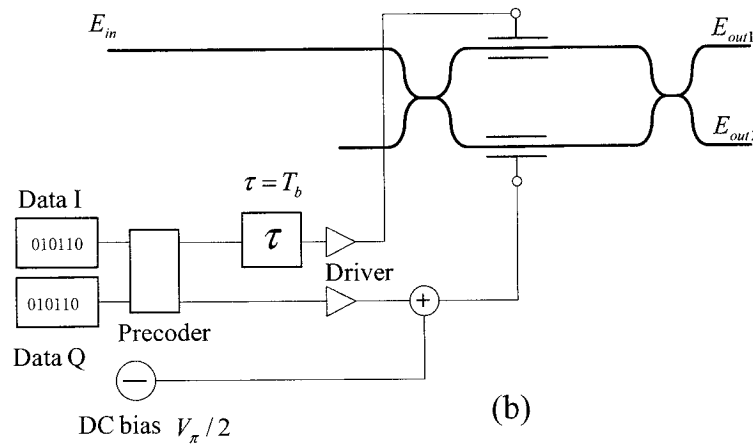 E_in
E_out1
E_out2
τ = T_b
Data I
010110
τ
Driver
010110
Precoder
+
Data Q
−
DC bias V_π / 2
(b)